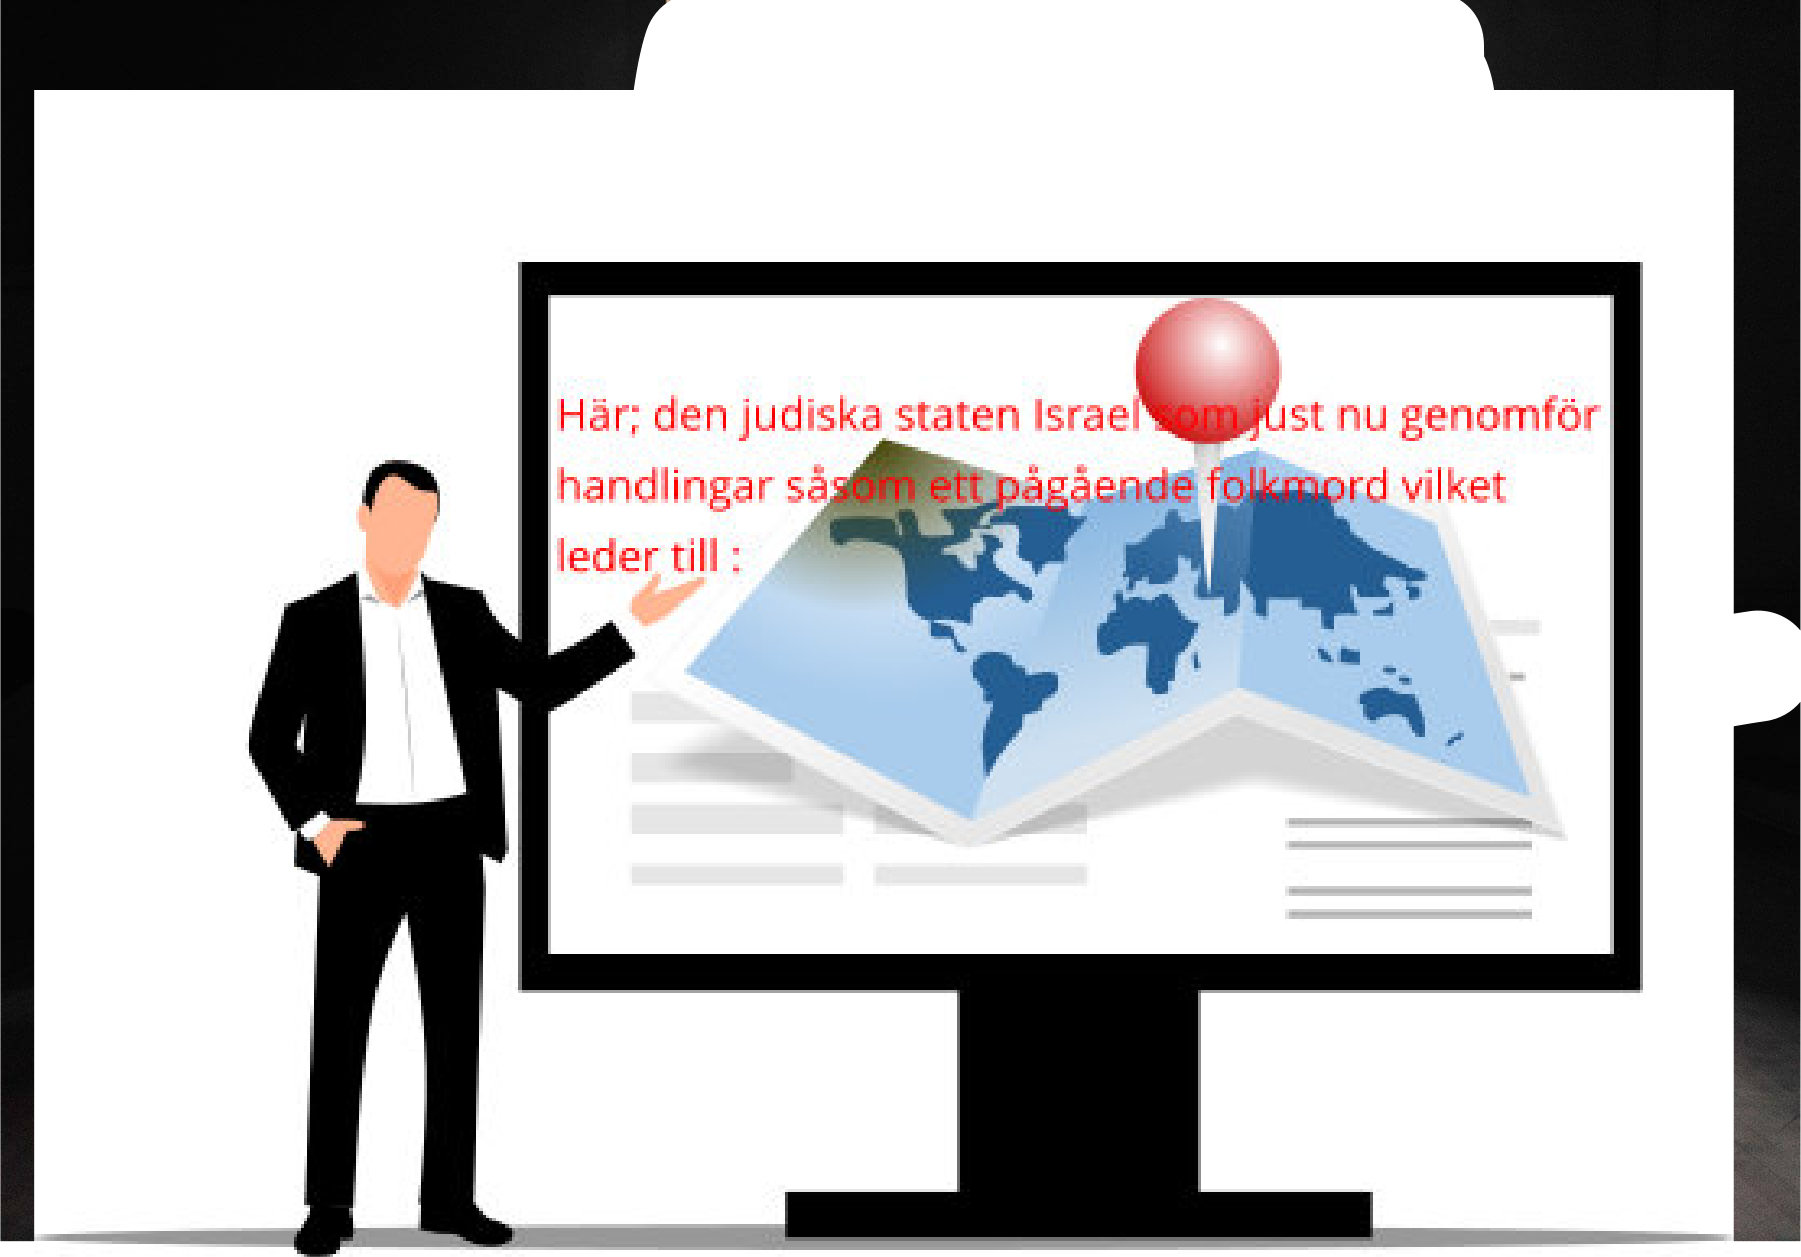 Här; den judiska staten Israel som just nu genomför
handlingar såsom ett pågående folkmord vilket
leder till :